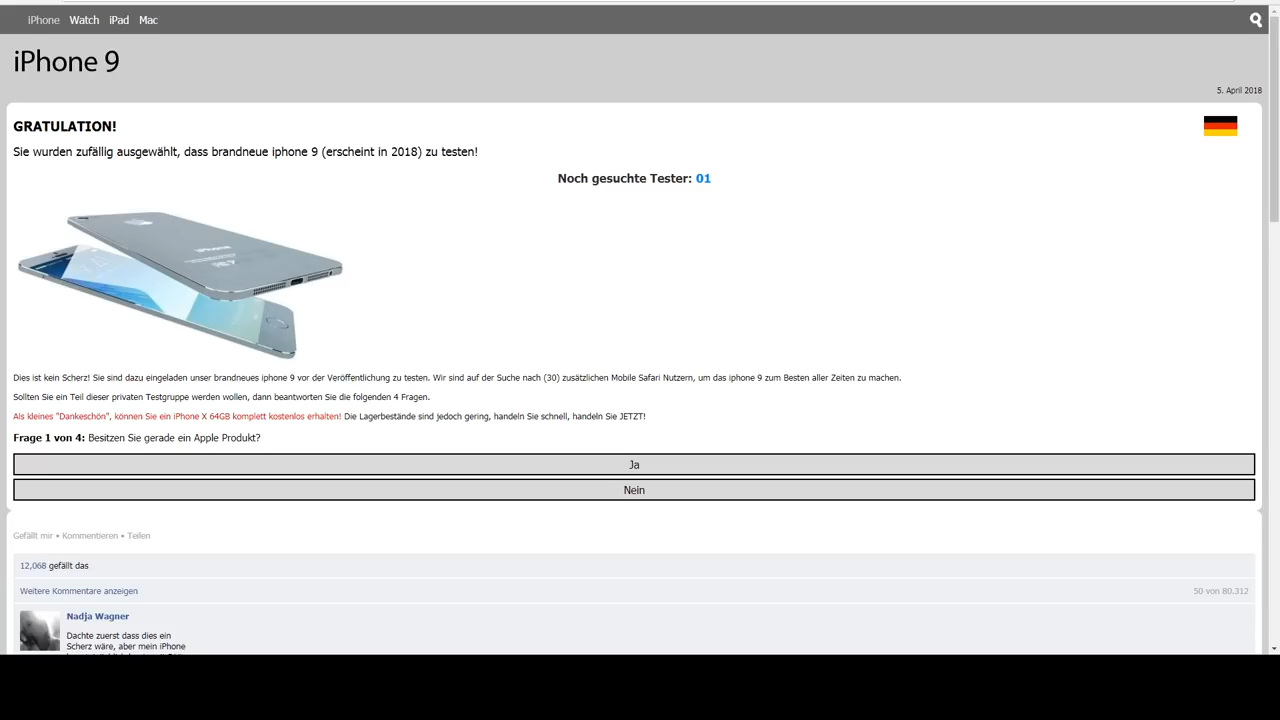 iPhone Watch iPad Mac
iPhone 9
5. April 2018
GRATULATION!
Sie wurden zufällig ausgewählt, dass brandneue iphone 9 (erscheint in 2018) zu testen!
Noch gesuchte Tester: 01
iPhone
Dies ist kein Scherz! Sie sind dazu eingeladen unser brandneues iphone 9 vor der Veröffentlichung zu testen. Wir sind auf der Suche nach (30) zusätzlichen Mobile Safari Nutzern, um das iphone 9 zum Besten aller Zeiten zu machen.
Sollten Sie ein Teil dieser privaten Testgruppe werden wollen, dann beantworten Sie die folgenden 4 Fragen.
Als kleines "Dankeschön", können Sie ein iPhone X 64GB komplett kostenlos erhalten! Die Lagerbestände sind jedoch gering, handeln Sie schnell, handeln Sie JETZT!
Frage 1 von 4: Besitzen Sie gerade ein Apple Produkt?
Ja
Nein
Gefällt mir • Kommentieren • Teilen
12,068 gefällt das
Weitere Kommentare anzeigen 50 von 80.312
Nadja Wagner
Dachte zuerst dass dies ein
Scherz wäre, aber mein iPhone